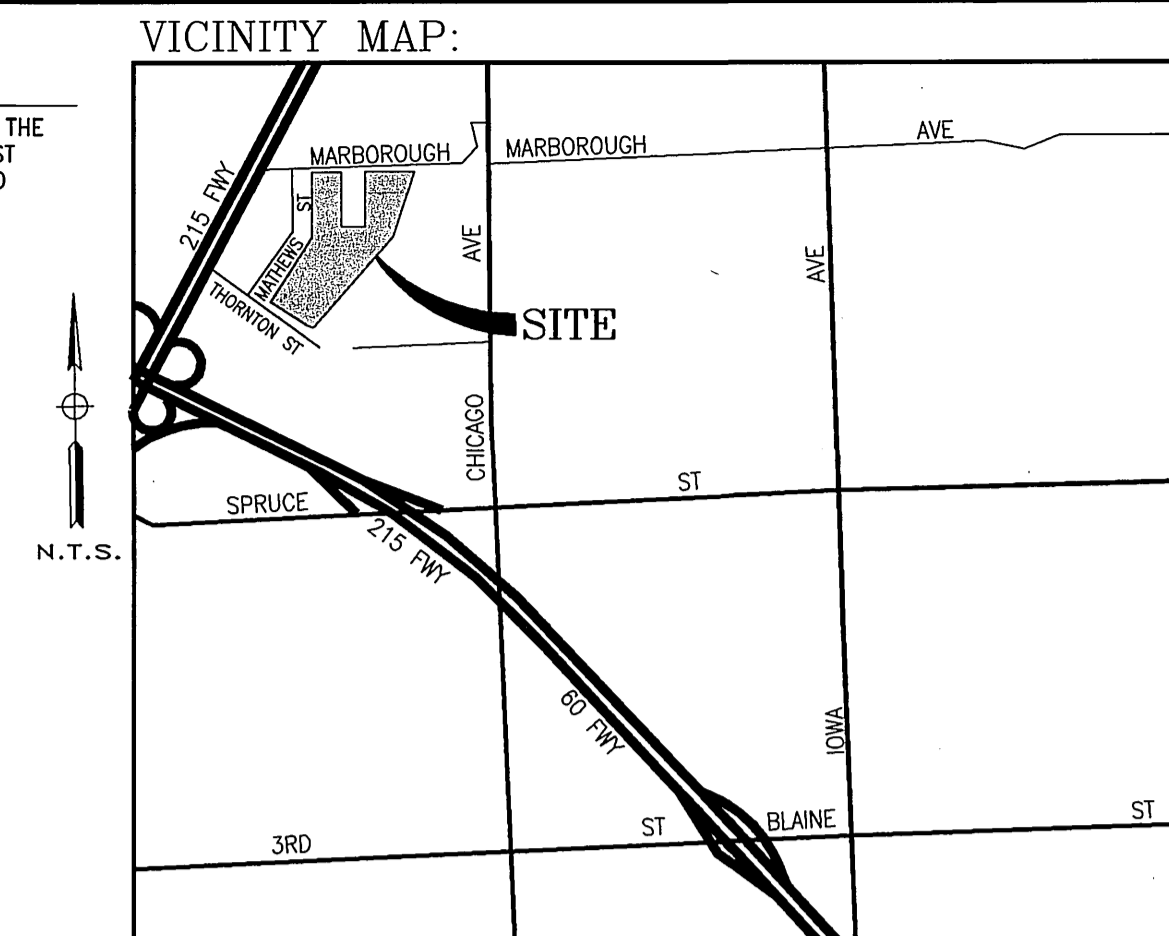 VICINITY MAP:
THE
ST
MARBOROUGH
MARBOROUGH
AVE
215 FWY
ST
MATHEWS
AVE
AVE
THORNTON ST
SITE
CHICAGO
SPRUCE
ST
215 FWY
N.T.S.
60 FWY
IOWA
3RD
ST
BLAINE
ST